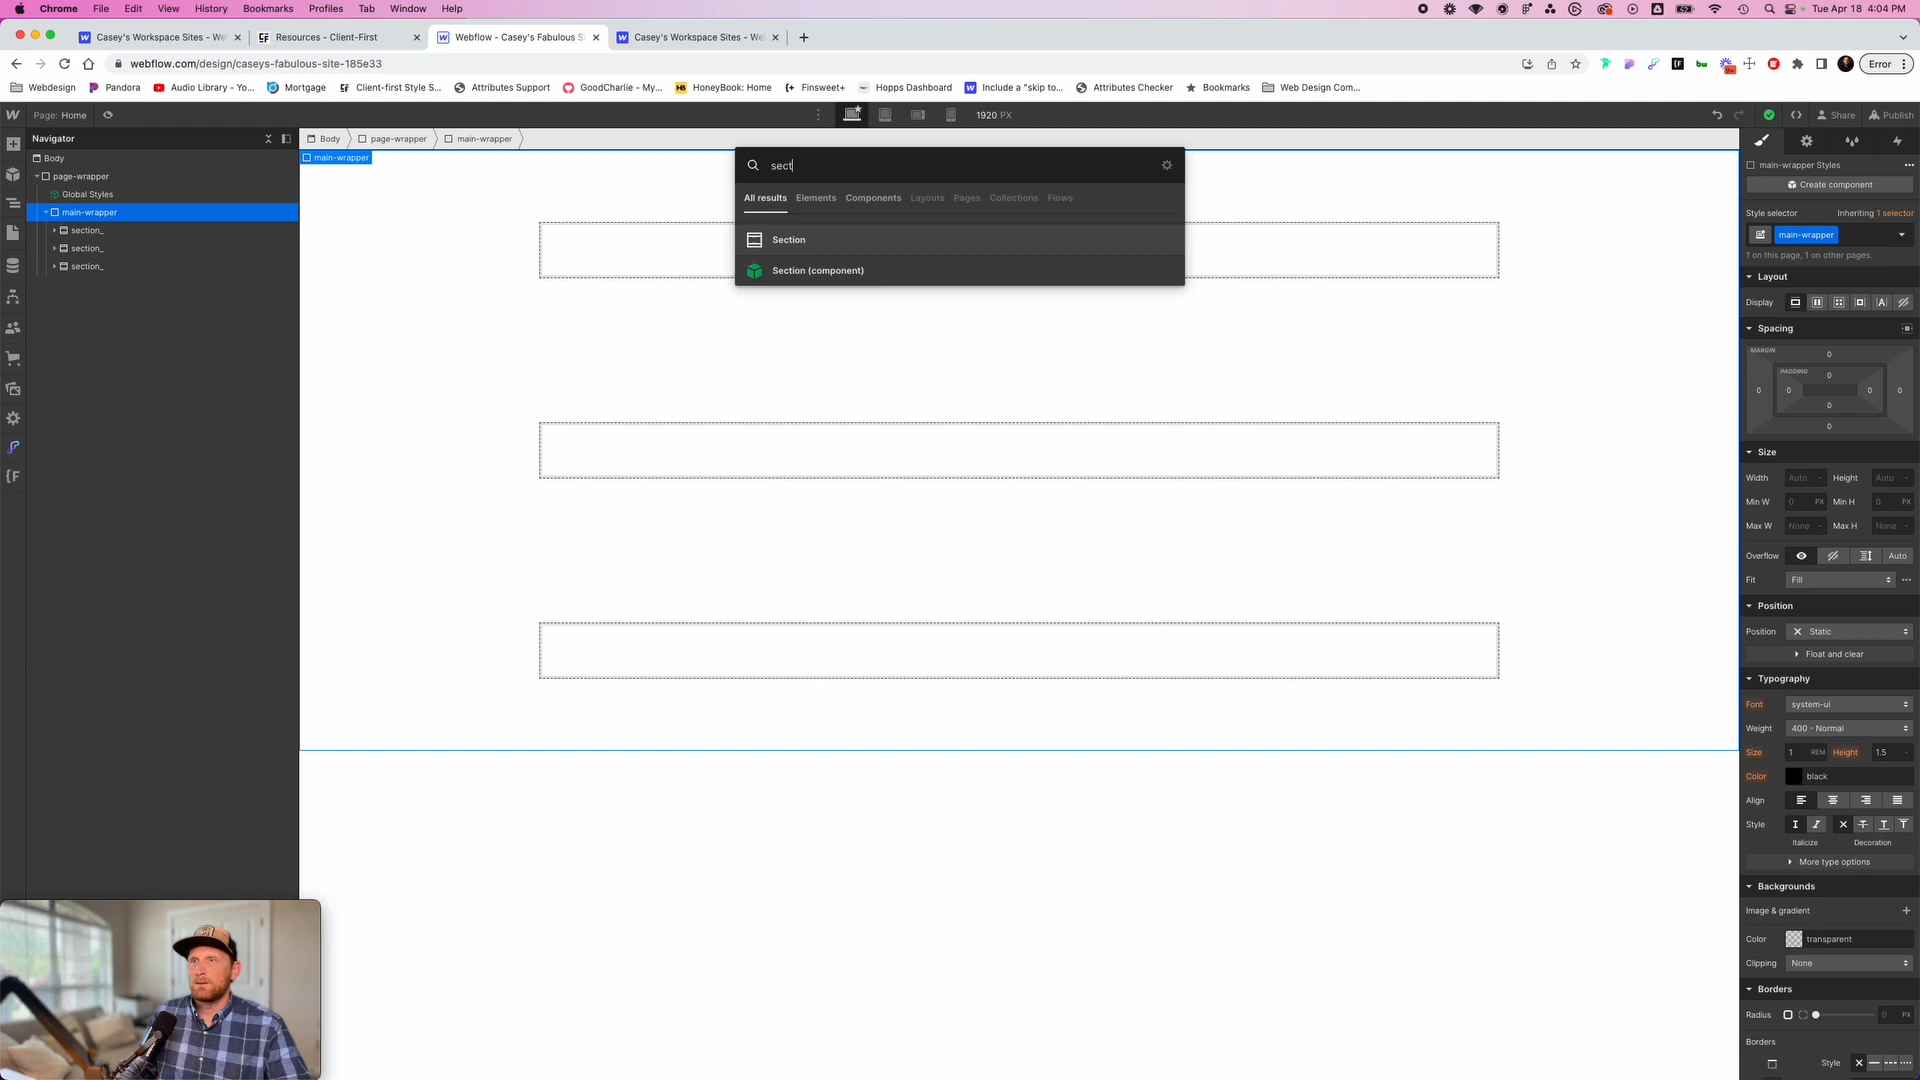 Chrome File Edit View History Bookmarks Profiles Tab Window Help
Tue Apr 18 4:04 PM
Casey's Workspace Sites - We
Resources - Client-First
Webflow - Casey's Fabulous S
Casey's Workspace Sites - We
webflow.com/design/caseys-fabulous-site-185e33
Error
Webdesign
Pandora
Audio Library - Yo...
Mortgage
Client-first Style S...
Attributes Support
GoodCharlie - My...
HoneyBook: Home
Finsweet+
Hopps Dashboard
Include a "skip to...
Attributes Checker
Bookmarks
Web Design Com...
Page: Home
1920 PX
Share
Publish
Navigator
Body
page-wrapper
Global Styles
main-wrapper
section_
section_
section_
Body
page-wrapper
main-wrapper
main-wrapper
sect
All results Elements Components Layouts Pages Collections Flows
Section
Section (component)
main-wrapper Styles
Create component
Style selector Inheriting 1 selector
main-wrapper
1 on this page, 1 on other pages.
Layout
Display
Spacing
MARGIN
0
PADDING
0
0 0 0 0
0
0
Size
Width Auto - Height Auto -
Min W 0 PX Min H 0 PX
Max W None - Max H None -
Overflow Auto
Fit Fill
Position
Position Static
Float and clear
Typography
Font system-ui
Weight 400 - Normal
Size 1 REM Height 1.5 -
Color black
Align
Style
Italicize Decoration
More type options
Backgrounds
Image & gradient
Color transparent
Clipping None
Borders
Radius 0 PX
Borders
Style